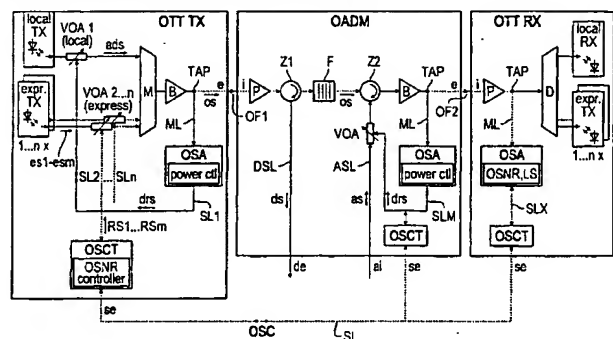 OTT TX
OADM
OTT RX
local
TX
VOA 1
(local)
ads
VOA 2...n
(express)
expr.
TX
1...n x
es1-esm
SL2
SLn
M
B
TAP
os
e
ML
OSA
power ctl
drs
SL1
RS1...RSm
OSCT
OSNR
controller
se
OF1
i
P
Z1
F
os
Z2
B
TAP
e
OF2
VOA
ML
OSA
power ctl
DSL
ASL
ds
as
drs
SLM
OSCT
de
ai
se
i
P
TAP
D
ML
OSA
OSNR, LS
SLX
OSCT
se
local
RX
expr.
TX
1...n x
OSC
SL